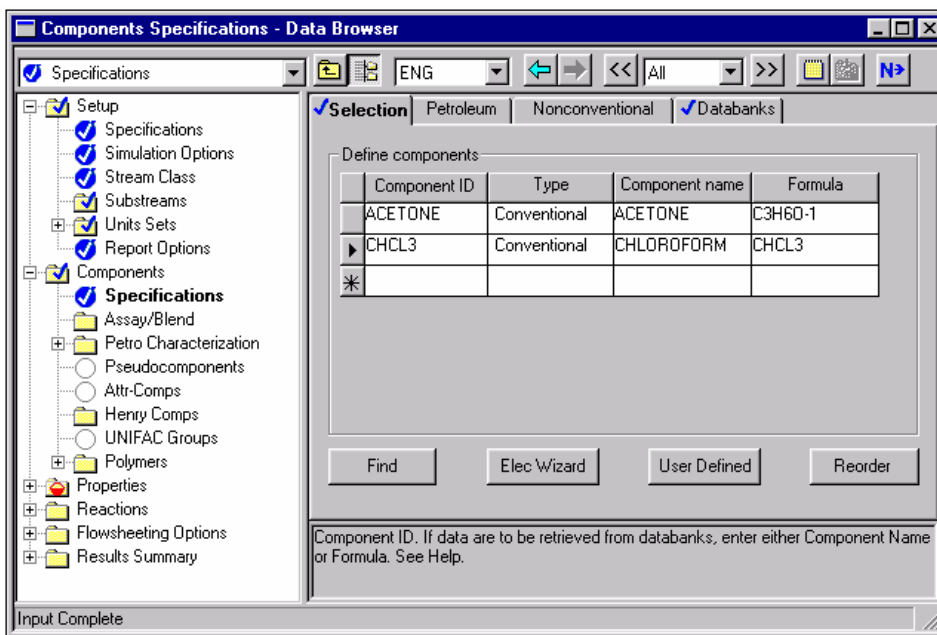 Components Specifications - Data Browser
Specifications
ENG
<<
All
>>
N
Setup
Specifications
Simulation Options
Stream Class
Substreams
Units Sets
Report Options
Components
Specifications
Assay/Blend
Petro Characterization
Pseudocomponents
Attr-Comps
Henry Comps
UNIFAC Groups
Polymers
Properties
Reactions
Flowsheeting Options
Results Summary
Selection Petroleum Nonconventional Databanks
Define components
Component ID Type Component name Formula
ACETONE Conventional ACETONE C3H6O-1
CHCL3 Conventional CHLOROFORM CHCL3
Find Elec Wizard User Defined Reorder
Component ID. If data are to be retrieved from databanks, enter either Component Name
or Formula. See Help.
Input Complete